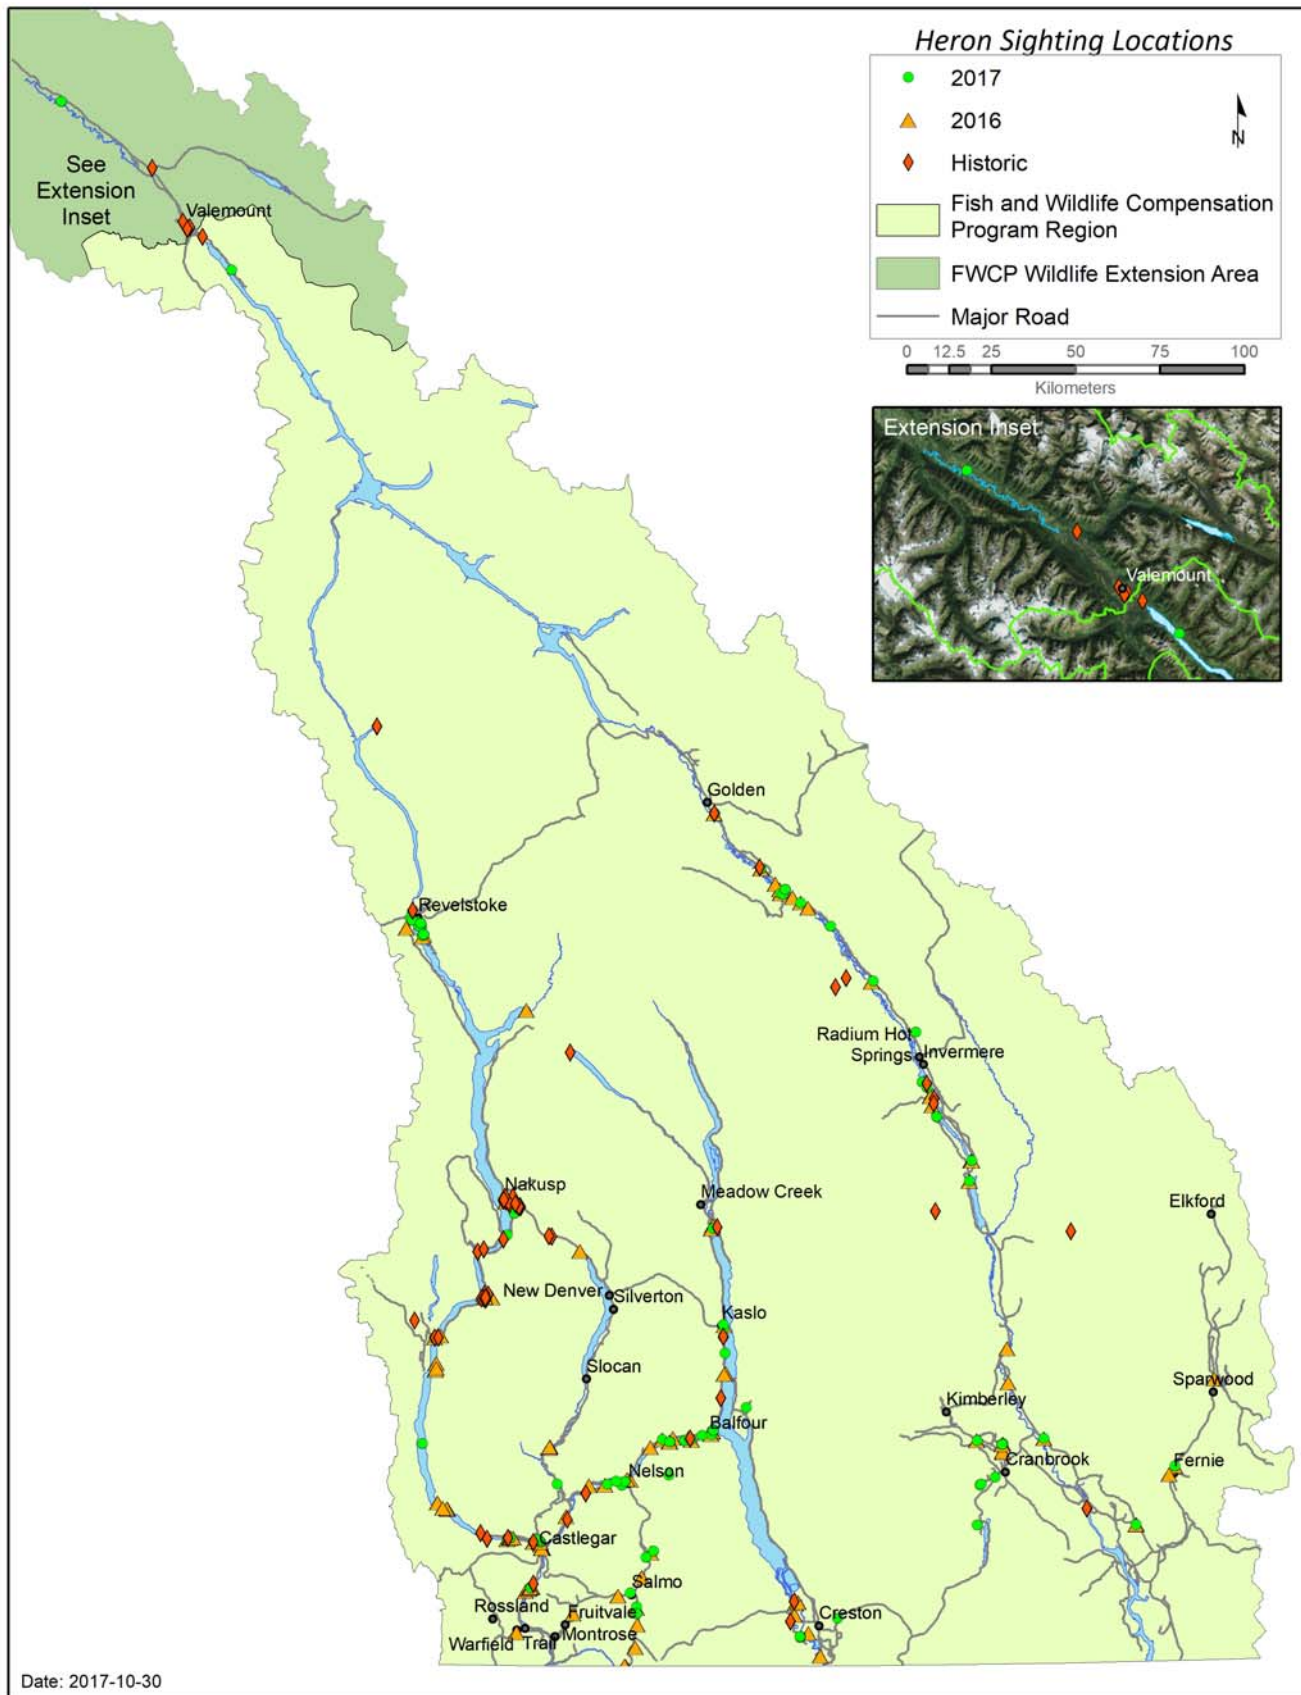 Heron Sighting Locations
2017
2016
Historic
N
Fish and Wildlife Compensation
Program Region
FWCP Wildlife Extension Area
Major Road
0 12.5 25 50 75 100
Kilometers
Extension Inset
Valemount
See
Extension
Inset
Valemount
Golden
Revelstoke
Radium Hot
Springs
Invermere
Nakusp
Meadow Creek
Elkford
New Denver
Silverton
Kaslo
Slocan
Sparwood
Kimberley
Balfour
Cranbrook
Fernie
Nelson
Castlegar
Salmo
Rossland
Fruitvale
Creston
Warfield
Trail
Montrose
Date: 2017-10-30